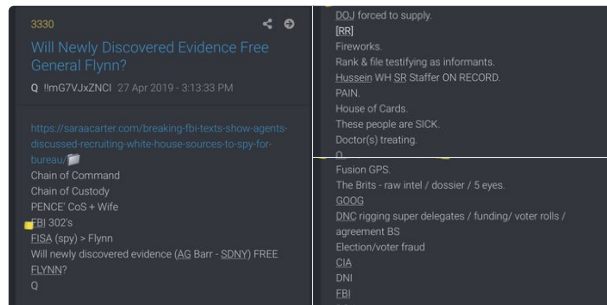 3330
Will Newly Discovered Evidence Free
General Flynn?
Q !!mG7VJxZNCI 27 Apr 2019 - 3:13:33 PM
https://saraacarter.com/breaking-fbi-texts-show-agents-
discussed-recruiting-white-house-sources-to-spy-for-
bureau/
Chain of Command
Chain of Custody
PENCE' CoS + Wife
FBI 302's
FISA (spy) > Flynn
Will newly discovered evidence (AG Barr - SDNY) FREE
FLYNN?
Q
DOJ forced to supply.
[RR]
Fireworks.
Rank & file testifying as informants.
Hussein WH SR Staffer ON RECORD.
PAIN.
House of Cards.
These people are SICK.
Doctor(s) treating.
Q
Fusion GPS.
The Brits - raw intel / dossier / 5 eyes.
GOOG
DNC rigging super delegates / funding/ voter rolls /
agreement BS
Election/voter fraud
CIA
DNI
FBI